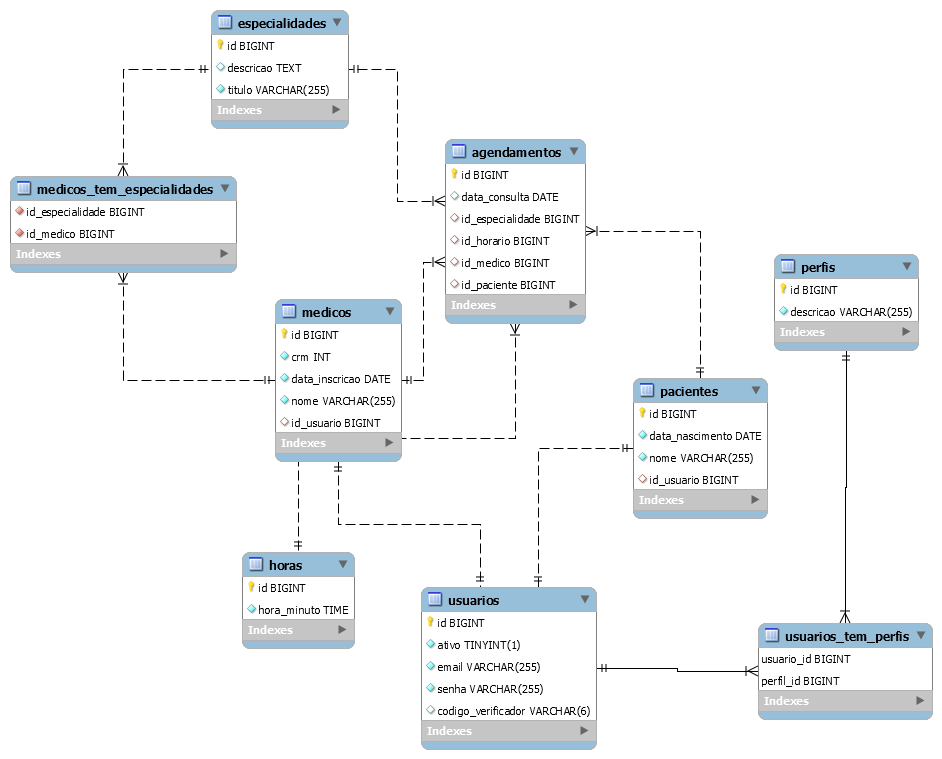 especialidades
id BIGINT
descricao TEXT
titulo VARCHAR(255)
Indexes
medicos_tem_especialidades
id_especialidade BIGINT
id_medico BIGINT
Indexes
agendamentos
id BIGINT
data_consulta DATE
id_especialidade BIGINT
id_horario BIGINT
id_medico BIGINT
id_paciente BIGINT
Indexes
perfis
id BIGINT
descricao VARCHAR(255)
Indexes
medicos
id BIGINT
crm INT
data_inscricao DATE
nome VARCHAR(255)
id_usuario BIGINT
Indexes
pacientes
id BIGINT
data_nascimento DATE
nome VARCHAR(255)
id_usuario BIGINT
Indexes
horas
id BIGINT
hora_minuto TIME
Indexes
usuarios
id BIGINT
ativo TINYINT(1)
email VARCHAR(255)
senha VARCHAR(255)
codigo_verificador VARCHAR(6)
Indexes
usuarios_tem_perfis
usuario_id BIGINT
perfil_id BIGINT
Indexes